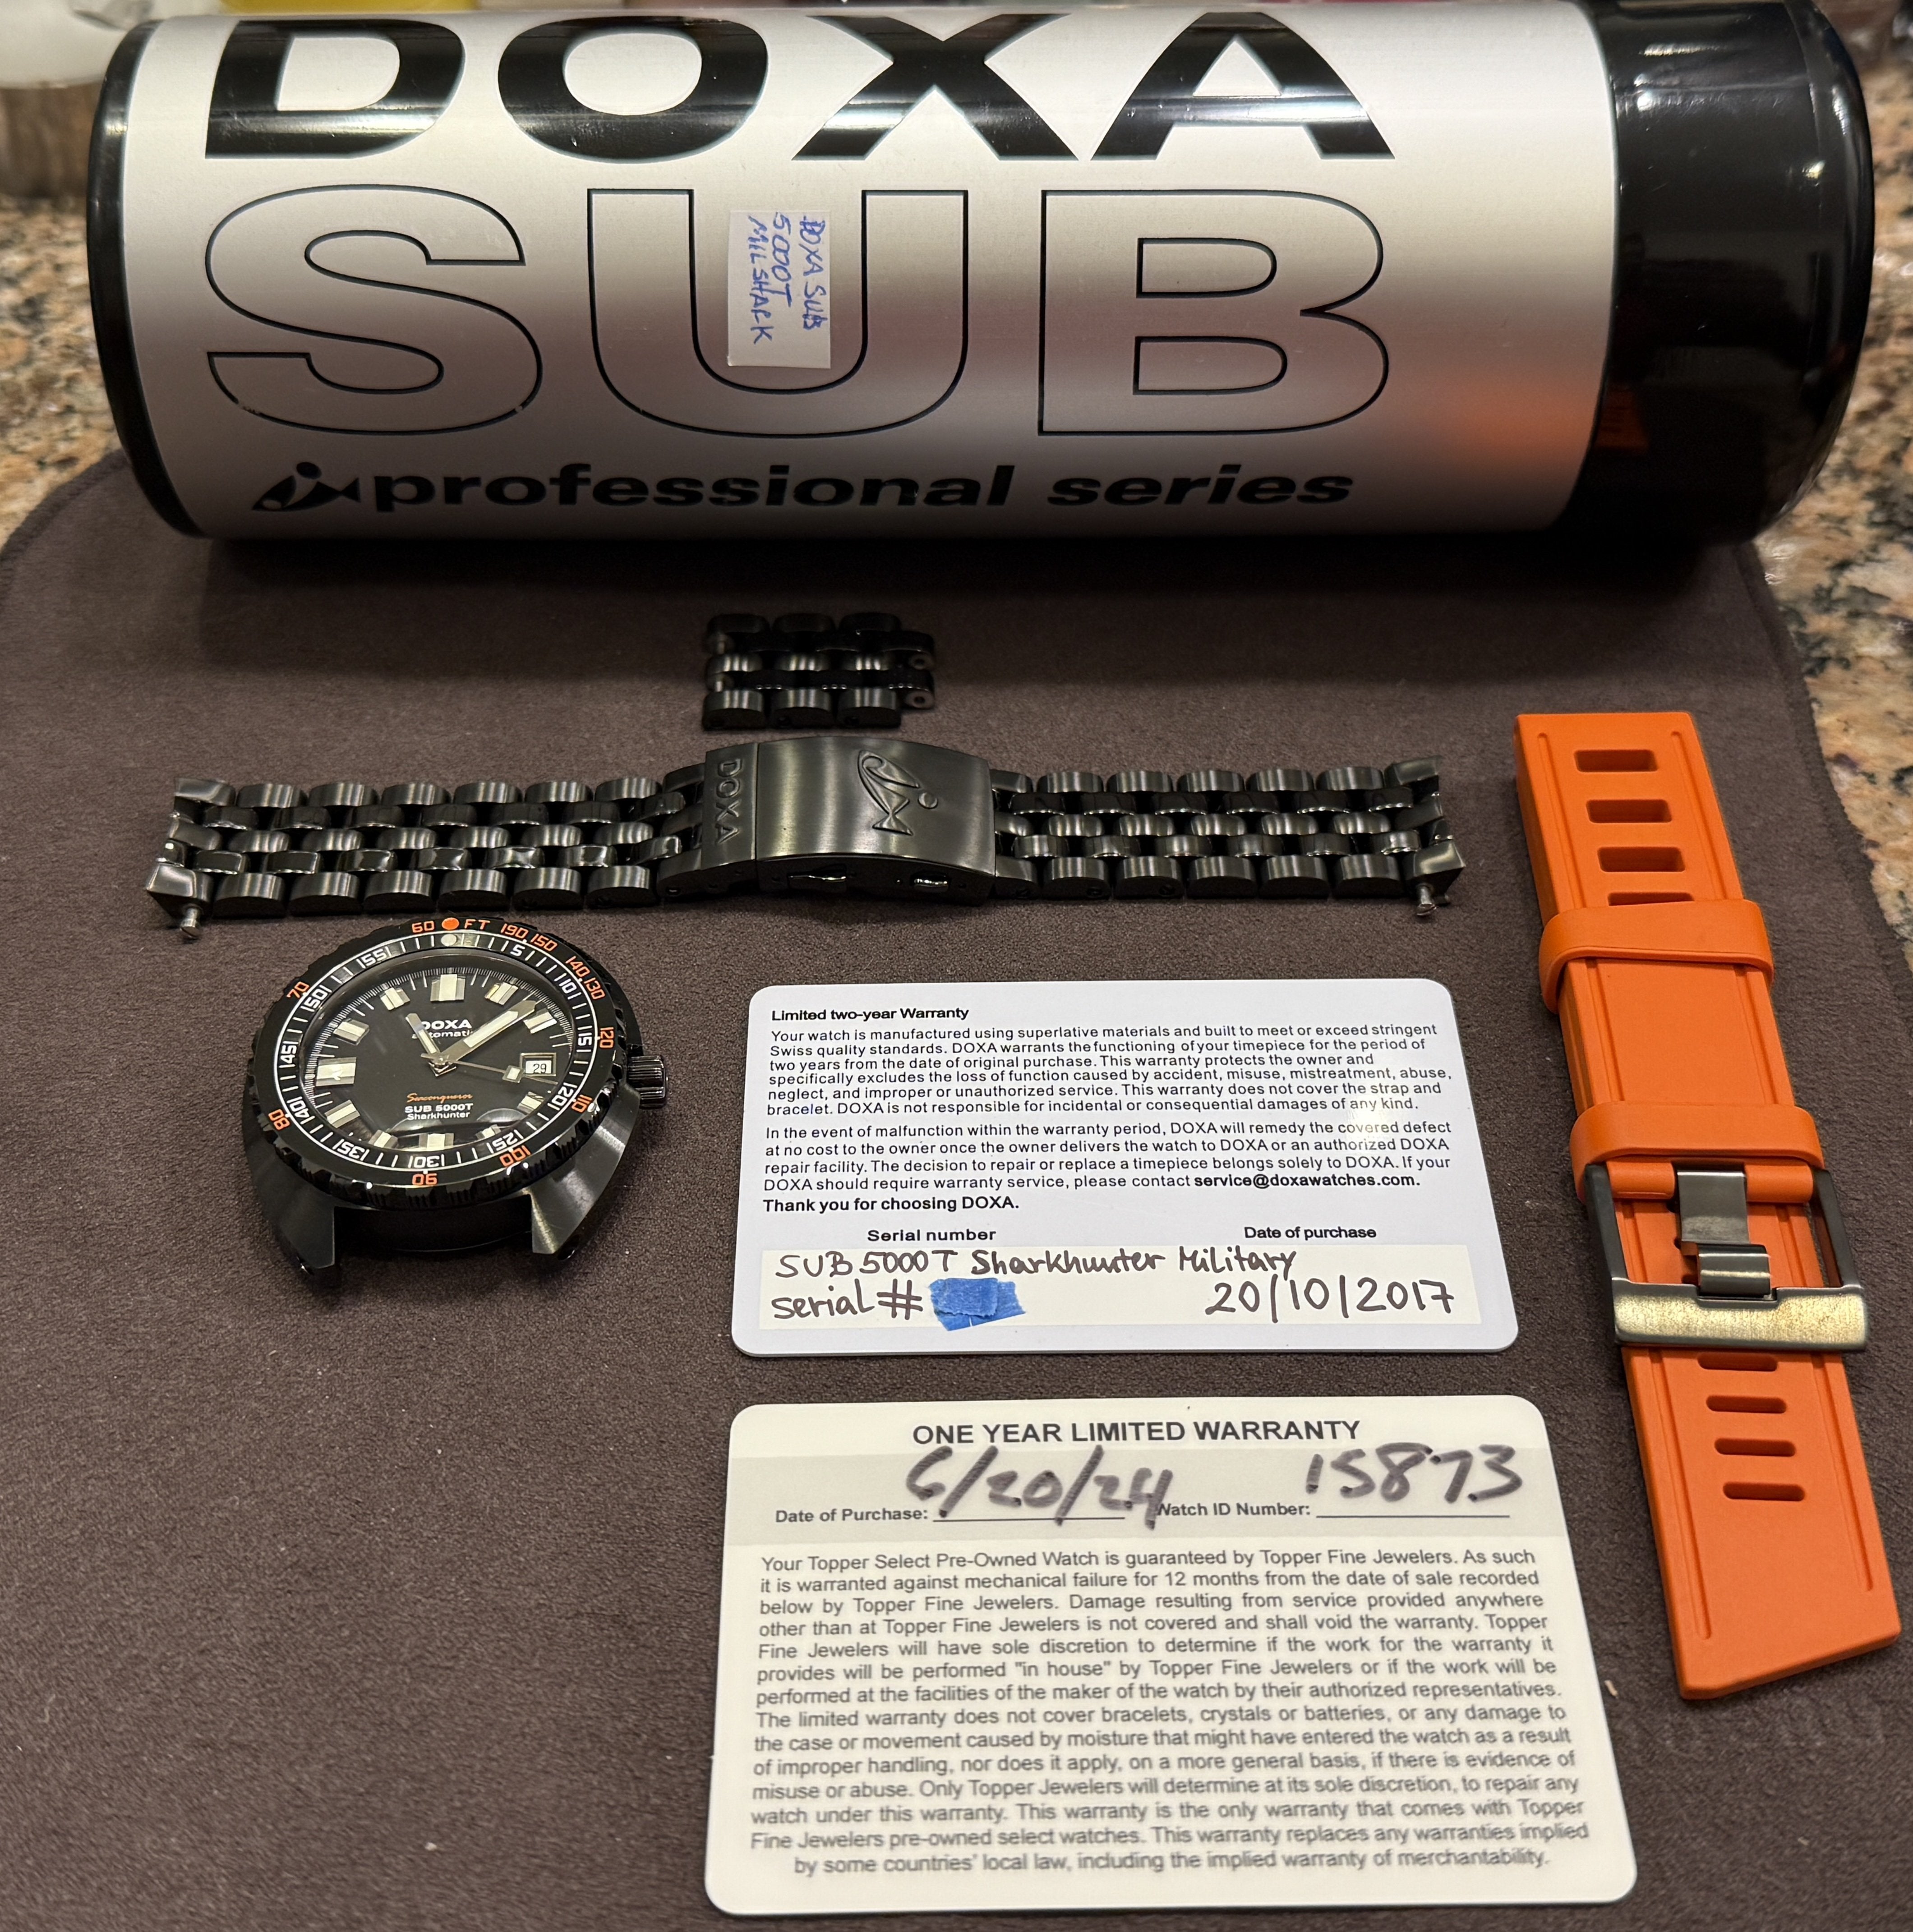 DOXA
SUB
DOXA SUB
5000T
MILSHARK
professional series
DOXA
60 FT 190 150 140 130 120 110 100 90 80 70
5 10 15 20 25 30 35 40 45 50 55
DOXA
automatic
29
Seaconqueror
SUB 5000T
Sharkhunter
Limited two-year Warranty
Your watch is manufactured using superlative materials and built to meet or exceed stringent
Swiss quality standards. DOXA warrants the functioning of your timepiece for the period of
two years from the date of original purchase. This warranty protects the owner and
specifically excludes the loss of function caused by accident, misuse, mistreatment, abuse,
neglect, and improper or unauthorized service. This warranty does not cover the strap and
bracelet. DOXA is not responsible for incidental or consequential damages of any kind.
In the event of malfunction within the warranty period, DOXA will remedy the covered defect
at no cost to the owner once the owner delivers the watch to DOXA or an authorized DOXA
repair facility. The decision to repair or replace a timepiece belongs solely to DOXA. If your
DOXA should require warranty service, please contact service@doxawatches.com.
Thank you for choosing DOXA.
Serial number Date of purchase
SUB 5000T Sharkhunter Military
serial # 20/10/2017
ONE YEAR LIMITED WARRANTY
Date of Purchase: 6/20/24 Watch ID Number: 15873
Your Topper Select Pre-Owned Watch is guaranteed by Topper Fine Jewelers. As such
it is warranted against mechanical failure for 12 months from the date of sale recorded
below by Topper Fine Jewelers. Damage resulting from service provided anywhere
other than at Topper Fine Jewelers is not covered and shall void the warranty. Topper
Fine Jewelers will have sole discretion to determine if the work for the warranty it
provides will be performed "in house" by Topper Fine Jewelers or if the work will be
performed at the facilities of the maker of the watch by their authorized representatives.
The limited warranty does not cover bracelets, crystals or batteries, or any damage to
the case or movement caused by moisture that might have entered the watch as a result
of improper handling, nor does it apply, on a more general basis, if there is evidence of
misuse or abuse. Only Topper Jewelers will determine at its sole discretion, to repair any
watch under this warranty. This warranty is the only warranty that comes with Topper
Fine Jewelers pre-owned select watches. This warranty replaces any warranties implied
by some countries' local law, including the implied warranty of merchantability.